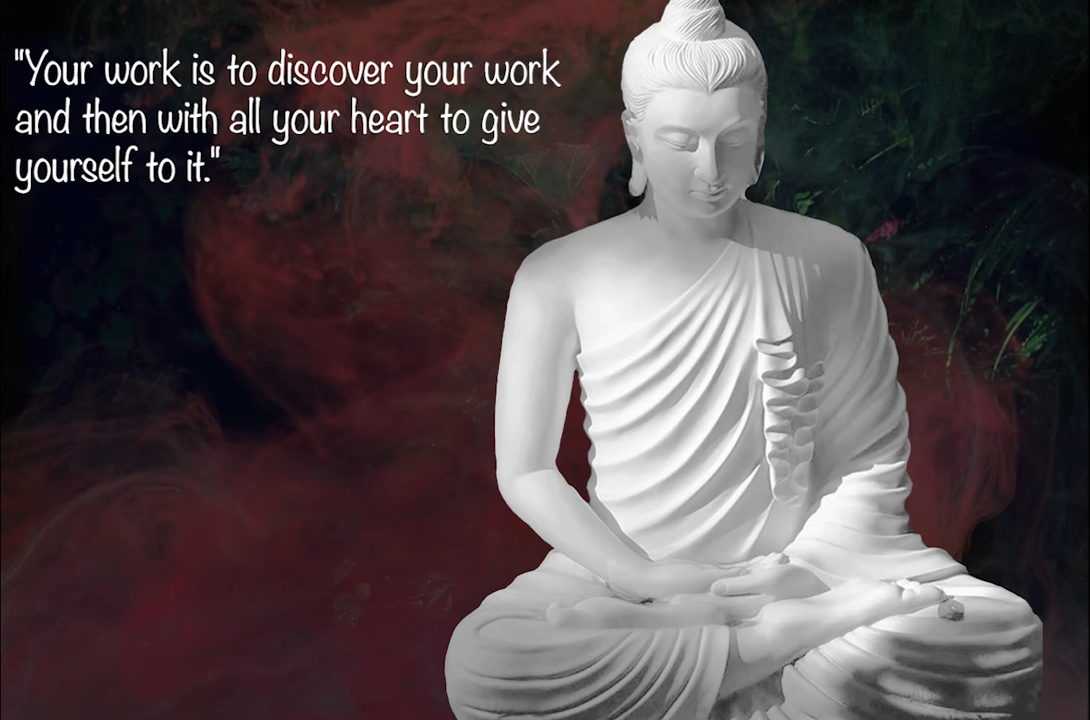 "Your work is to discover your work
and then with all your heart to give
yourself to it."